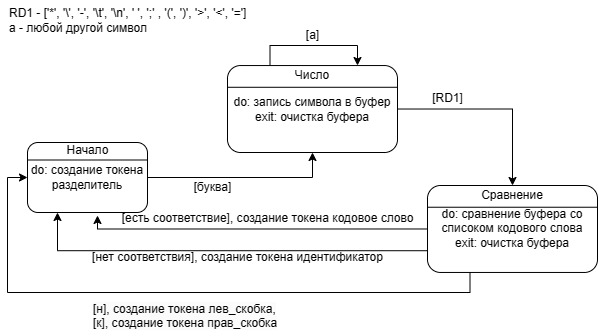 RD1 - ['*', '\', '-', '\t', '\n', ' ', ';' , '(', ')', '>', '<', '=']
а - любой другой символ
[а]
Число
do: запись символа в буфер
exit: очистка буфера
[RD1]
Начало
do: создание токена
разделитель
[буква]
Сравнение
do: сравнение буфера со
списоком кодового слова
exit: очистка буфера
[есть соответствие], создание токена кодовое слово
[нет соответствия], создание токена идентификатор
[н], создание токена лев_скобка,
[к], создание токена прав_скобка